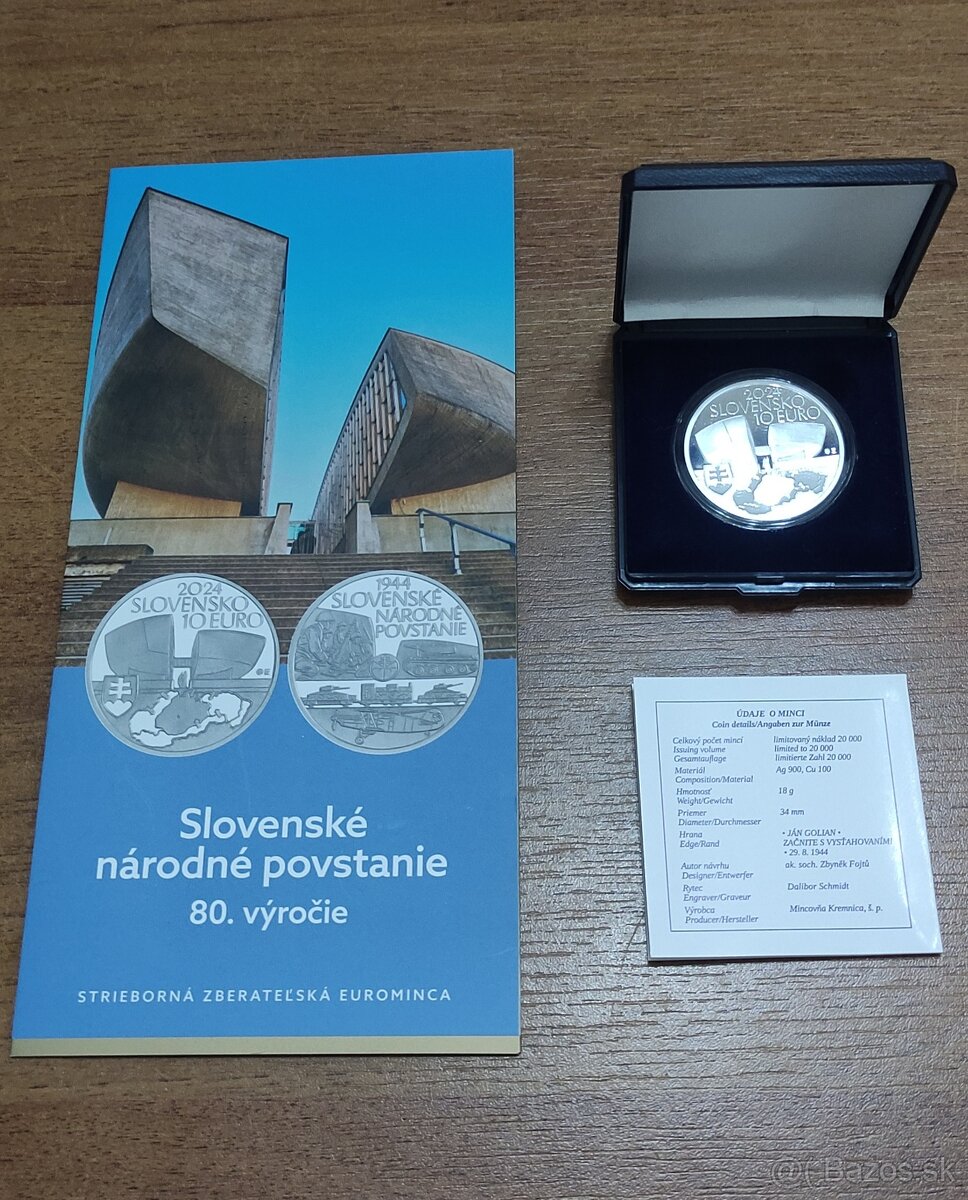 2024
SLOVENSKO
10 EURO
1944
SLOVENSKÉ
NÁRODNÉ
POVSTANIE
Slovenské
národné povstanie
80. výročie
STRIEBORNÁ ZBERATEĽSKÁ EUROMINCA
2024
SLOVENSKO
10 EURO
ÚDAJE O MINCI
Coin details/Angaben zur Münze
Celkový počet mincí limitovaný náklad 20 000
Issuing volume limited to 20 000
Gesamtauflage limitierte Zahl 20 000
Materiál Ag 900, Cu 100
Composition/Material
Hmotnosť 18 g
Weight/Gewicht
Priemer 34 mm
Diameter/Durchmesser
Hrana • JÁN GOLIAN •
Edge/Rand ZAČNITE S VYSŤAHOVANÍM
• 29. 8. 1944
Autor návrhu ak. soch. Zbyněk Fojtů
Designer/Entwerfer
Rytec Dalibor Schmidt
Engraver/Graveur
Výrobca Mincovňa Kremnica, š. p.
Producer/Hersteller
Bazos.sk